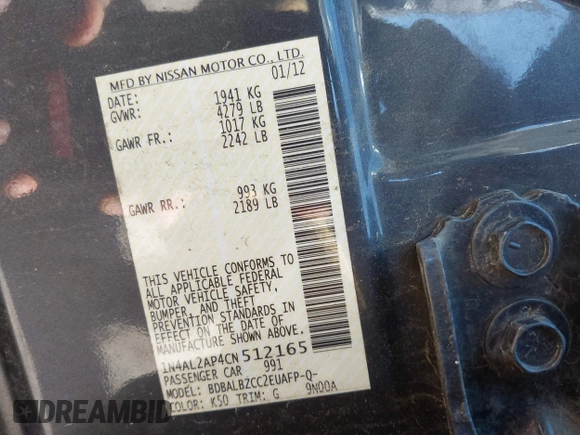 MFD BY NISSAN MOTOR CO., LTD.
DATE: 01/12
GVWR: 1941 KG
4279 LB
GAWR FR.: 1017 KG
2242 LB
GAWR RR.: 993 KG
2189 LB
THIS VEHICLE CONFORMS TO
ALL APPLICABLE FEDERAL
MOTOR VEHICLE SAFETY,
BUMPER, AND THEFT
PREVENTION STANDARDS IN
EFFECT ON THE DATE OF
MANUFACTURE SHOWN ABOVE.
1N4AL2AP4CN512165
PASSENGER CAR 991
MODEL: BDBALBZCC2EUAFP-Q-
COLOR: K50 TRIM: G 9N00A
DREAMBID